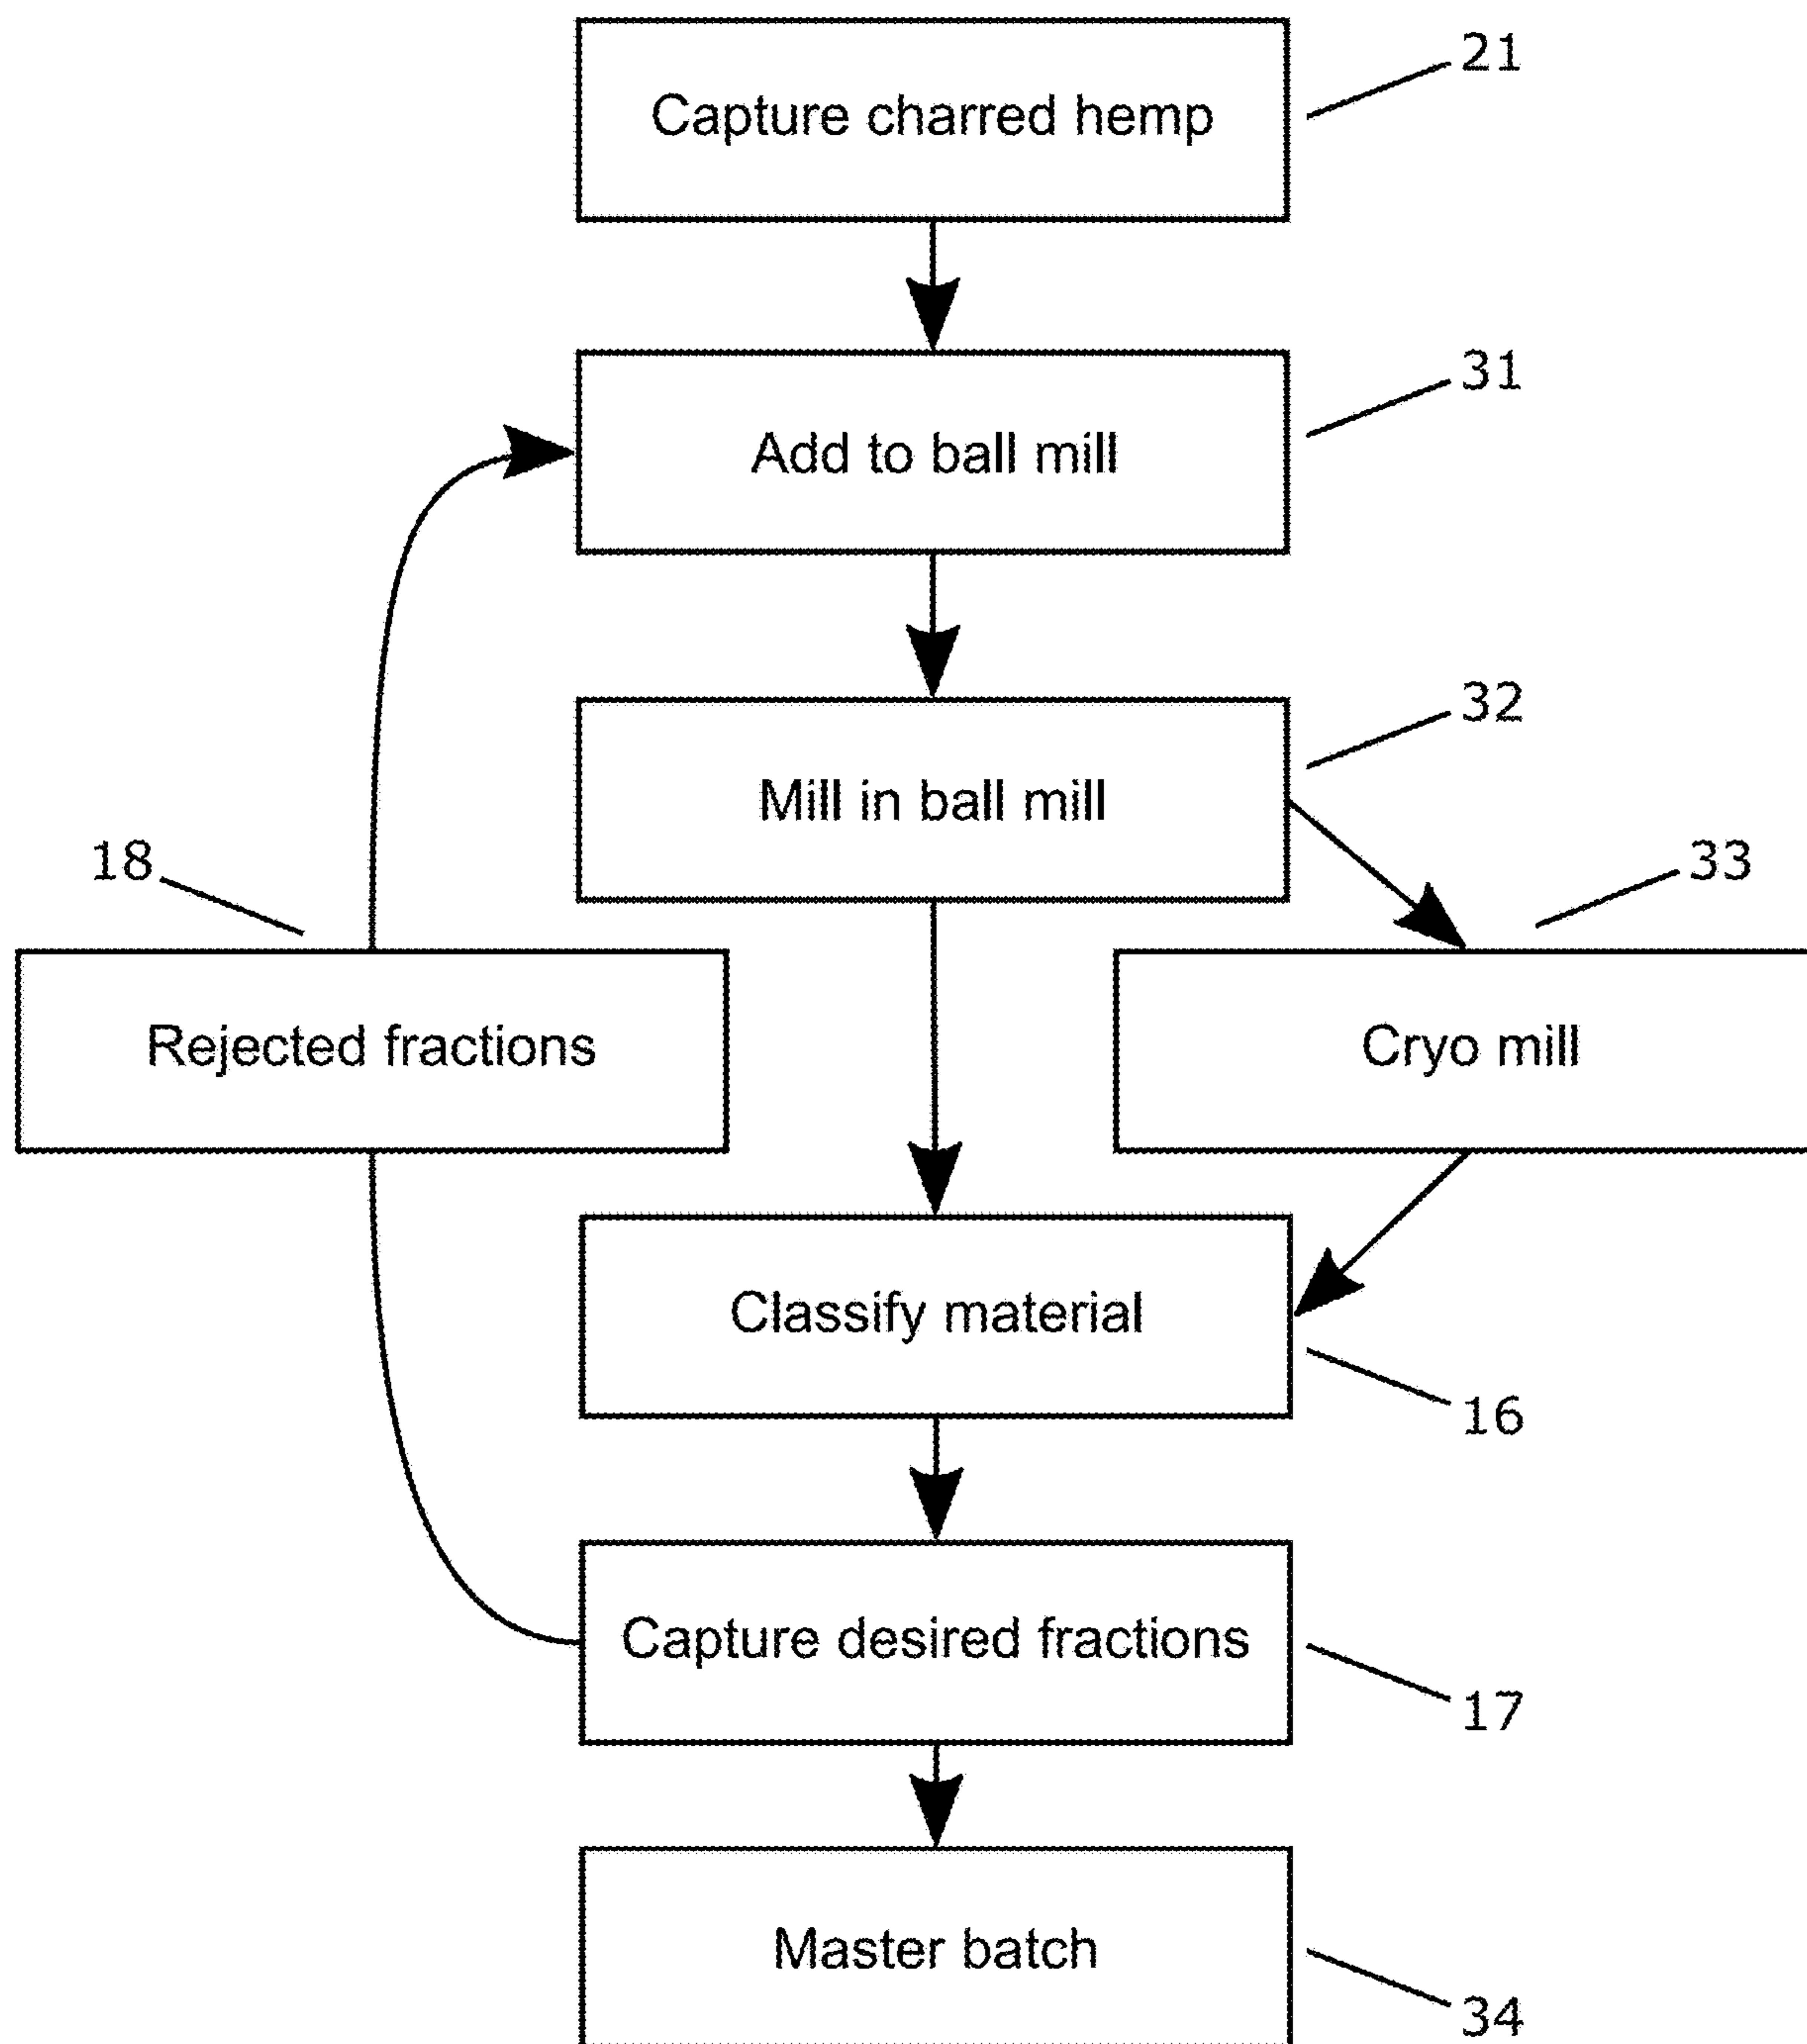 Capture charred hemp
21
Add to ball mill
31
Mill in ball mill
32
18
33
Rejected fractions
Cryo mill
Classify material
16
Capture desired fractions
17
Master batch
34